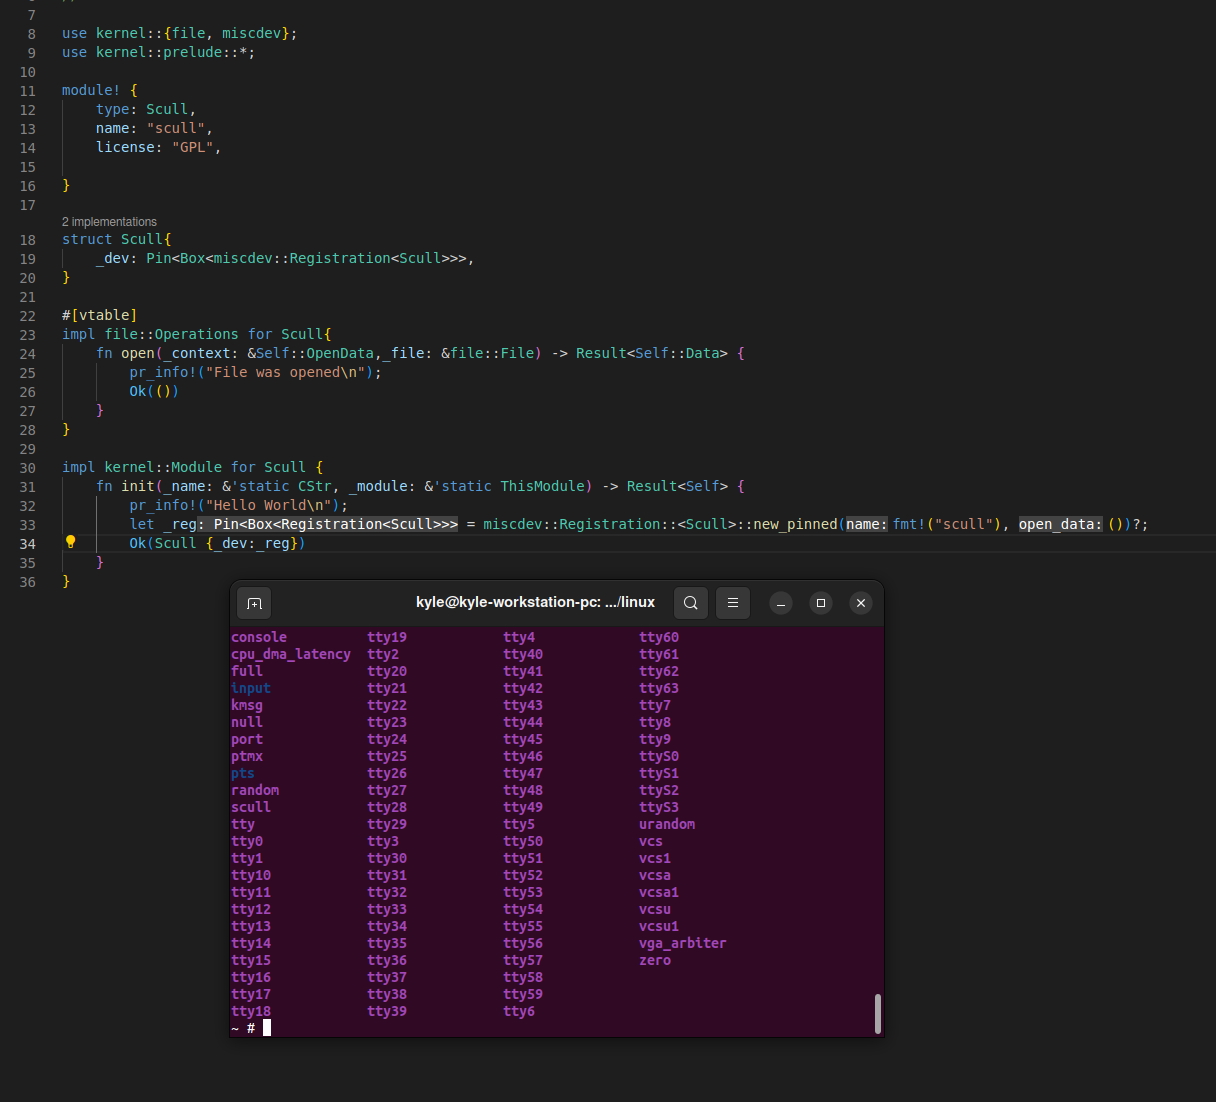 7
8 use kernel::{file, miscdev};
9 use kernel::prelude::*;
10
11 module! {
12     type: Scull,
13     name: "scull",
14     license: "GPL",
15
16 }
17
2 implementations
18 struct Scull{
19     _dev: Pin<Box<miscdev::Registration<Scull>>>,
20 }
21
22 #[vtable]
23 impl file::Operations for Scull{
24     fn open(_context: &Self::OpenData,_file: &file::File) -> Result<Self::Data> {
25         pr_info!("File was opened\n");
26         Ok(())
27     }
28 }
29
30 impl kernel::Module for Scull {
31     fn init(_name: &'static CStr, _module: &'static ThisModule) -> Result<Self> {
32         pr_info!("Hello World\n");
33         let _reg: Pin<Box<Registration<Scull>>> = miscdev::Registration::<Scull>::new_pinned(name: fmt!("scull"), open_data: ())?;
34         Ok(Scull {_dev:_reg})
35     }
36 }
kyle@kyle-workstation-pc: .../linux
console tty19 tty4 tty60
cpu_dma_latency tty2 tty40 tty61
full tty20 tty41 tty62
input tty21 tty42 tty63
kmsg tty22 tty43 tty7
null tty23 tty44 tty8
port tty24 tty45 tty9
ptmx tty25 tty46 ttyS0
pts tty26 tty47 ttyS1
random tty27 tty48 ttyS2
scull tty28 tty49 ttyS3
tty tty29 tty5 urandom
tty0 tty3 tty50 vcs
tty1 tty30 tty51 vcs1
tty10 tty31 tty52 vcsa
tty11 tty32 tty53 vcsa1
tty12 tty33 tty54 vcsu
tty13 tty34 tty55 vcsu1
tty14 tty35 tty56 vga_arbiter
tty15 tty36 tty57 zero
tty16 tty37 tty58
tty17 tty38 tty59
tty18 tty39 tty6
~ #